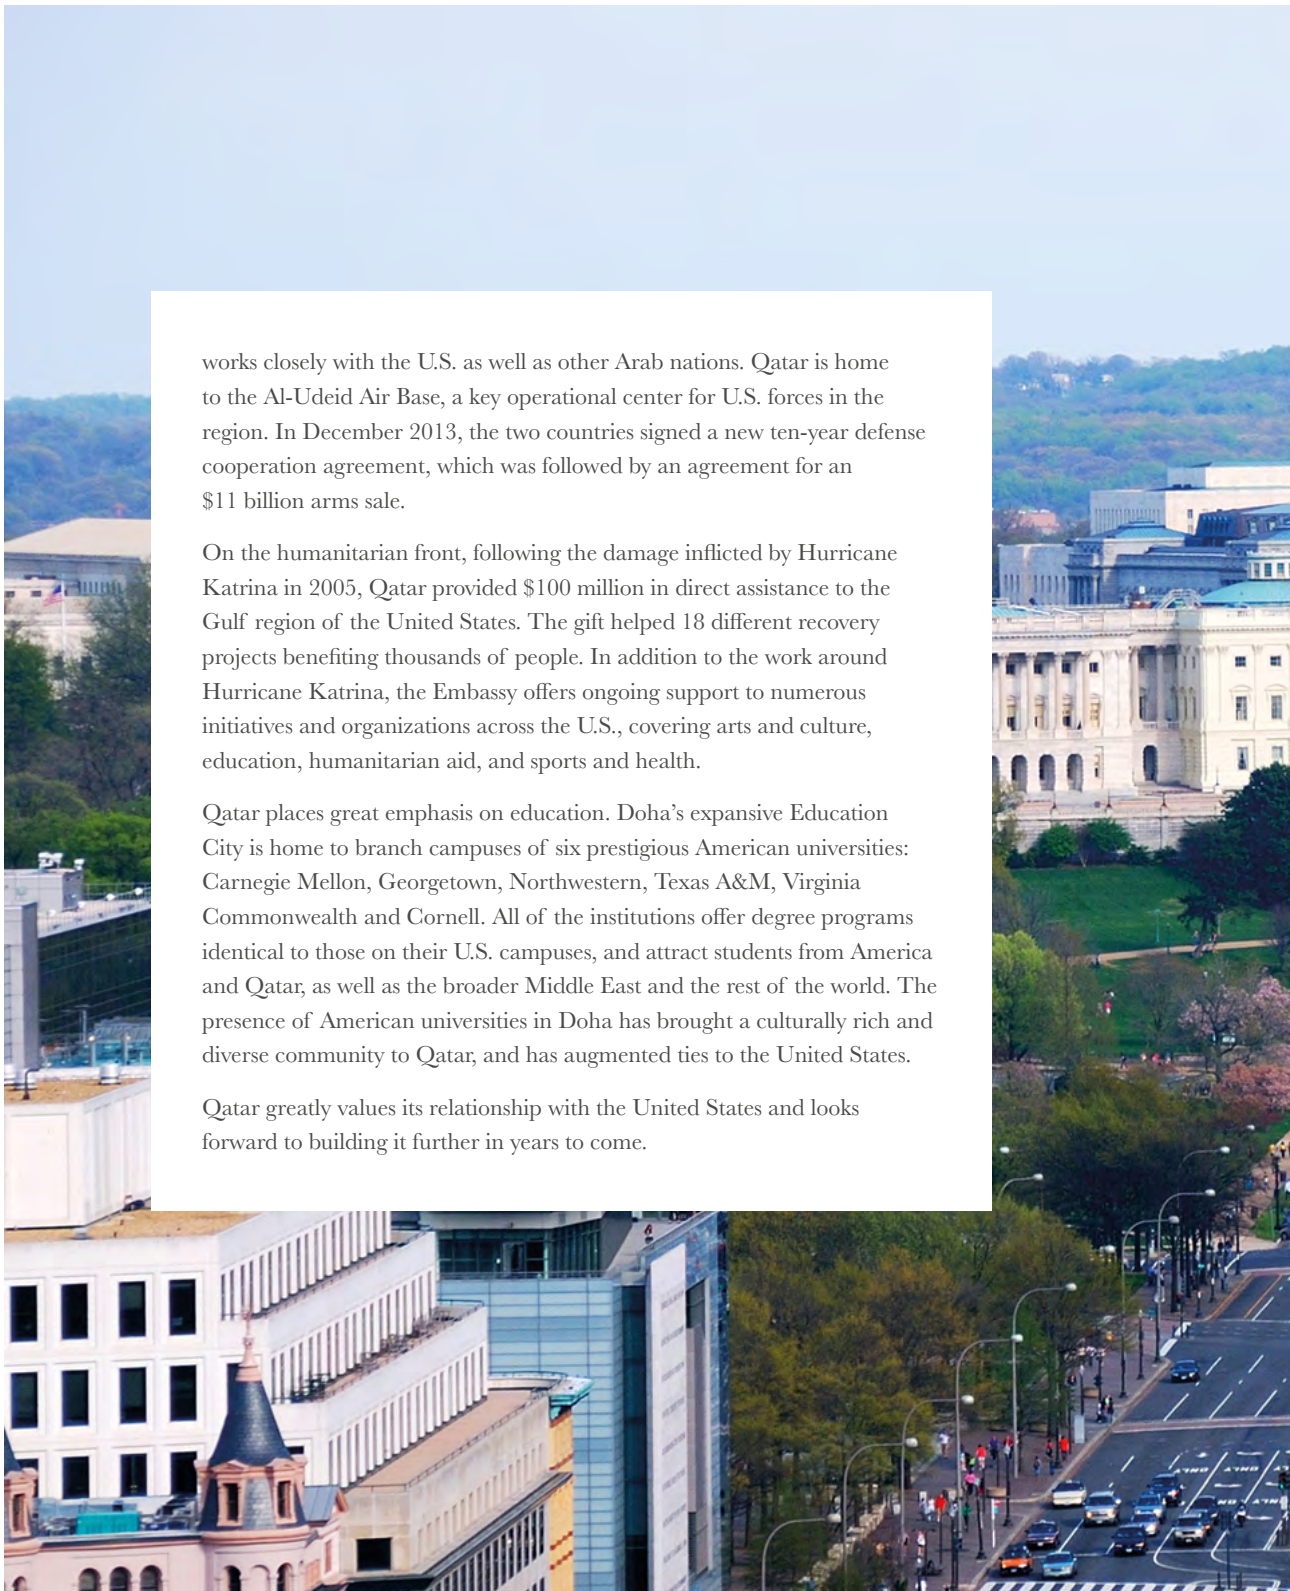 works closely with the U.S. as well as other Arab nations. Qatar is home
to the Al-Udeid Air Base, a key operational center for U.S. forces in the
region. In December 2013, the two countries signed a new ten-year defense
cooperation agreement, which was followed by an agreement for an
$11 billion arms sale.
On the humanitarian front, following the damage inflicted by Hurricane
Katrina in 2005, Qatar provided $100 million in direct assistance to the
Gulf region of the United States. The gift helped 18 different recovery
projects benefiting thousands of people. In addition to the work around
Hurricane Katrina, the Embassy offers ongoing support to numerous
initiatives and organizations across the U.S., covering arts and culture,
education, humanitarian aid, and sports and health.
Qatar places great emphasis on education. Doha’s expansive Education
City is home to branch campuses of six prestigious American universities:
Carnegie Mellon, Georgetown, Northwestern, Texas A&M, Virginia
Commonwealth and Cornell. All of the institutions offer degree programs
identical to those on their U.S. campuses, and attract students from America
and Qatar, as well as the broader Middle East and the rest of the world. The
presence of American universities in Doha has brought a culturally rich and
diverse community to Qatar, and has augmented ties to the United States.
Qatar greatly values its relationship with the United States and looks
forward to building it further in years to come.
ONLY
ONLY
ONLY